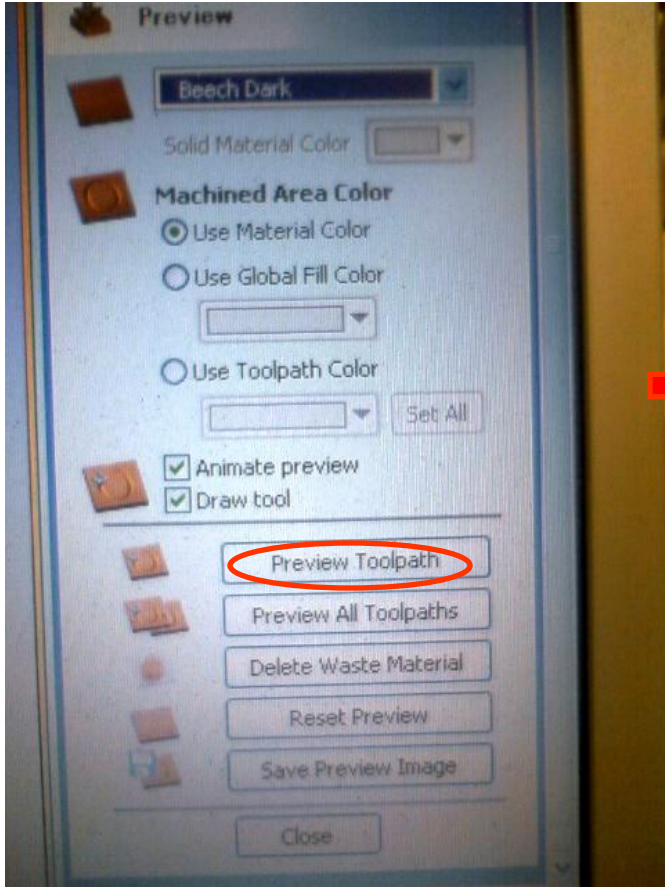 Preview
Beech Dark
Solid Material Color
Machined Area Color
Use Material Color
Use Global Fill Color
Use Toolpath Color
Set All
Animate preview
Draw tool
Preview Toolpath
Preview All Toolpaths
Delete Waste Material
Reset Preview
Save Preview Image
Close